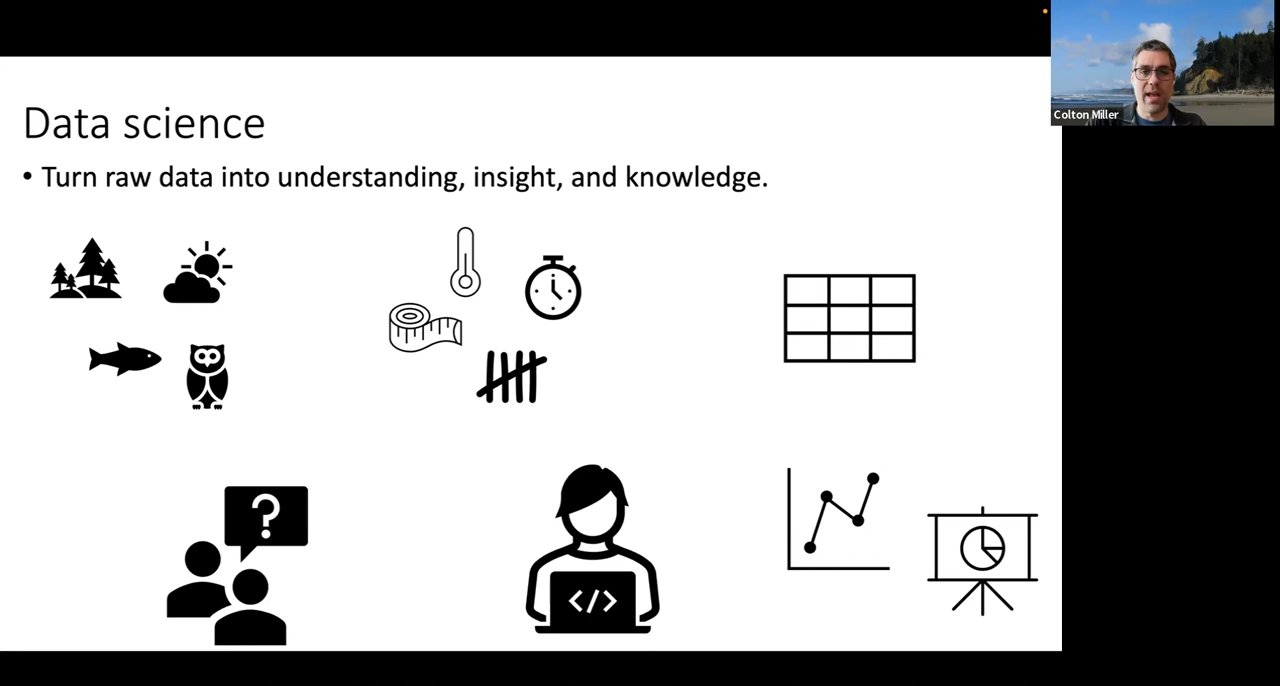 Data science
• Turn raw data into understanding, insight, and knowledge.
?
</>
Colton Miller